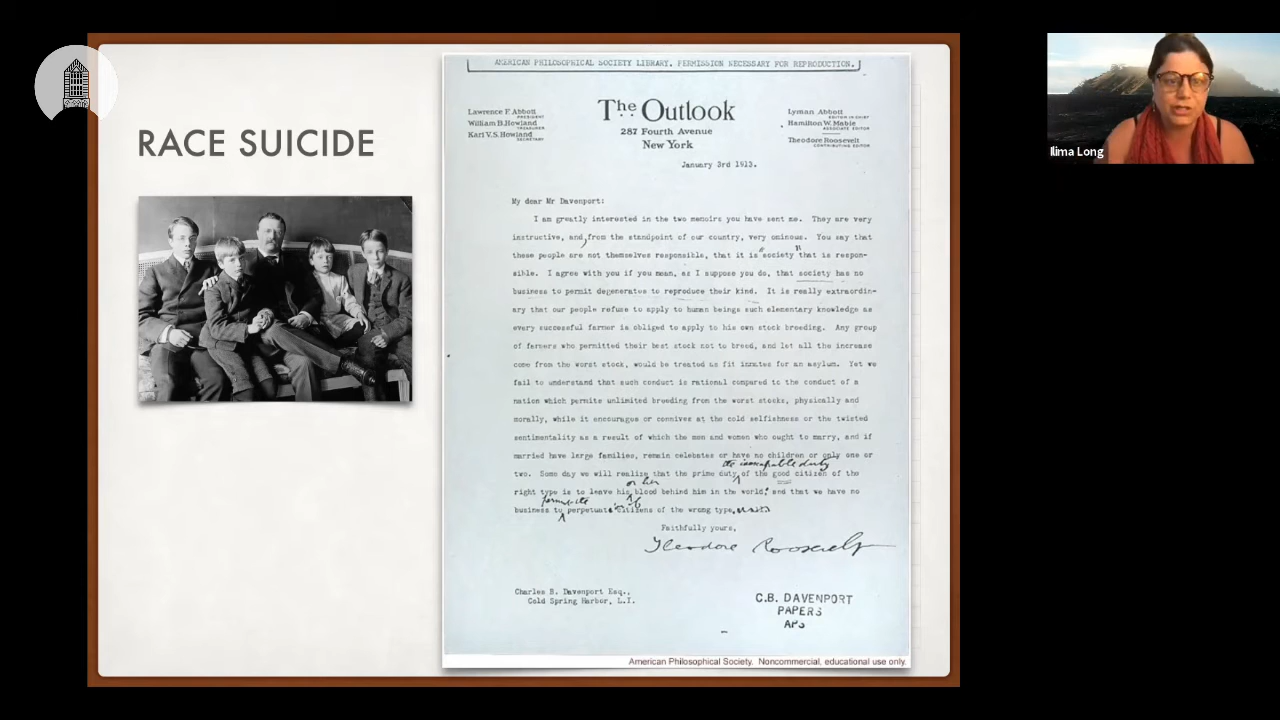 RACE SUICIDE
AMERICAN PHILOSOPHICAL SOCIETY LIBRARY. PERMISSION NECESSARY FOR REPRODUCTION.
Lawrence F. Abbott
PRESIDENT
William B. Howland
TREASURER
Karl V. S. Howland
SECRETARY
The Outlook
287 Fourth Avenue
New York
Lyman Abbott
EDITOR IN CHIEF
Hamilton W. Mabie
ASSOCIATE EDITOR
Theodore Roosevelt
CONTRIBUTING EDITOR
January 3rd 1913.
My dear Mr Davenport:
I am greatly interested in the two memoirs you have sent me. They are very
instructive, and, from the standpoint of our country, very ominous. You say that
these people are not themselves responsible, that it is "society" that is respon-
sible. I agree with you if you mean, as I suppose you do, that society has no
business to permit degenerates to reproduce their kind. It is really extraordin-
ary that our people refuse to apply to human beings such elementary knowledge as
every successful farmer is obliged to apply to his own stock breeding. Any group
of farmers who permitted their best stock not to breed, and let all the increase
come from the worst stock, would be treated as fit inmates for an asylum. Yet we
fail to understand that such conduct is rational compared to the conduct of a
nation which permits unlimited breeding from the worst stocks, physically and
morally, while it encourages or connives at the cold selfishness or the twisted
sentimentality as a result of which the men and women who ought to marry, and if
married have large families, remain celebates or have no children or only one or
the inescapable duty
two. Some day we will realize that the prime duty of the good citizen of the
or her
right type is to leave his blood behind him in the world; and that we have no
permit the
business to perpetuate citizens of the wrong type.
Faithfully yours,
Theodore Roosevelt
Charles B. Davenport Esq.,
Cold Spring Harbor, L.I.
C.B. DAVENPORT
PAPERS
APS
American Philosophical Society. Noncommercial, educational use only.
Ilima Long